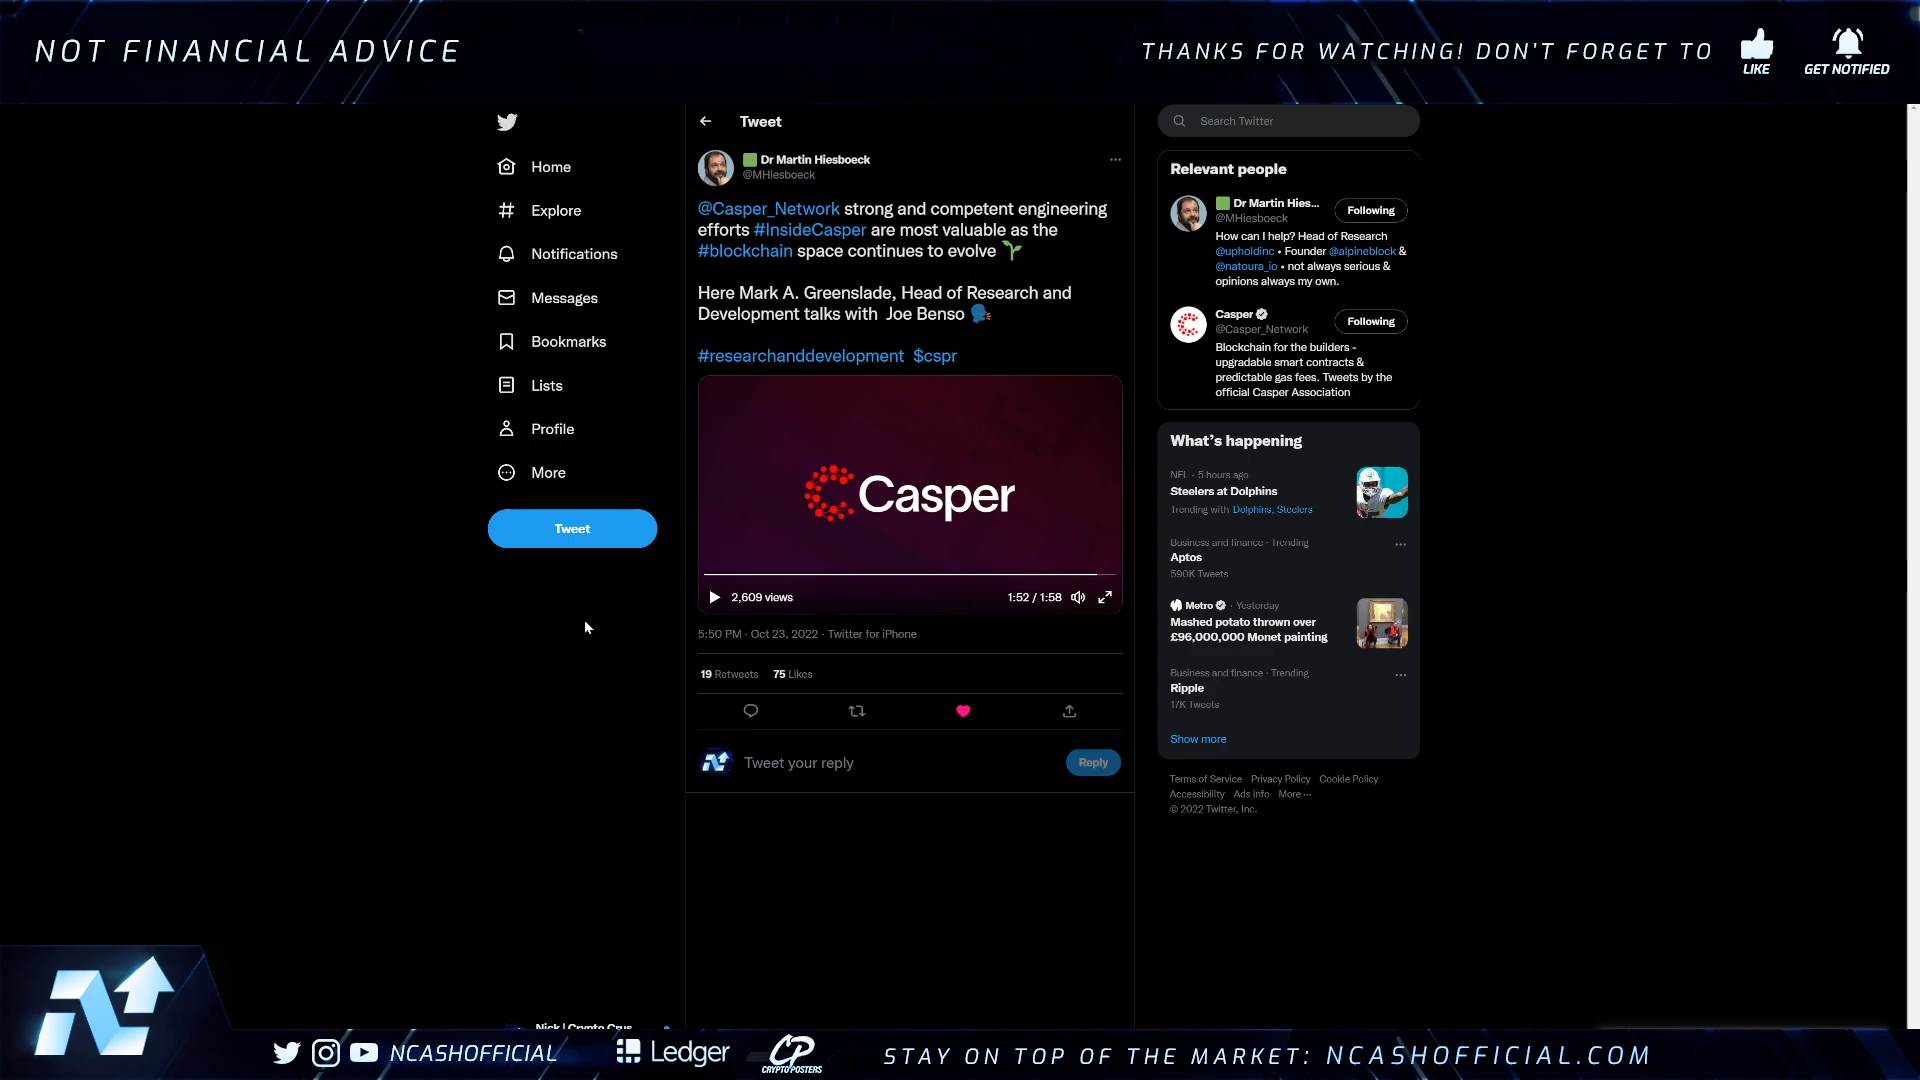 NOT FINANCIAL ADVICE
THANKS FOR WATCHING! DON'T FORGET TO
LIKE
GET NOTIFIED
Home
Explore
Notifications
Messages
Bookmarks
Lists
Profile
More
Tweet
Tweet
Dr Martin Hiesboeck
@MHiesboeck
@Casper_Network strong and competent engineering
efforts #InsideCasper are most valuable as the
#blockchain space continues to evolve
Here Mark A. Greenslade, Head of Research and
Development talks with Joe Benso
#researchanddevelopment $cspr
Casper
2,609 views
1:52 / 1:58
5:50 PM · Oct 23, 2022 · Twitter for iPhone
19 Retweets 75 Likes
Tweet your reply
Reply
Search Twitter
Relevant people
Dr Martin Hies...
@MHiesboeck
Following
How can I help? Head of Research
@upholdinc • Founder @alpineblock &
@natoura_io • not always serious &
opinions always my own.
Casper
@Casper_Network
Following
Blockchain for the builders -
upgradable smart contracts &
predictable gas fees. Tweets by the
official Casper Association
What's happening
NFL · 5 hours ago
Steelers at Dolphins
Trending with Dolphins, Steelers
Business and finance · Trending
Aptos
590K Tweets
Metro · Yesterday
Mashed potato thrown over
£96,000,000 Monet painting
Business and finance · Trending
Ripple
17K Tweets
Show more
Terms of Service Privacy Policy Cookie Policy
Accessibility Ads info More ...
© 2022 Twitter, Inc.
Nick | Crypto Crus
NCASHOFFICIAL
Ledger
CP
CRYPTOPOSTERS
STAY ON TOP OF THE MARKET: NCASHOFFICIAL.COM